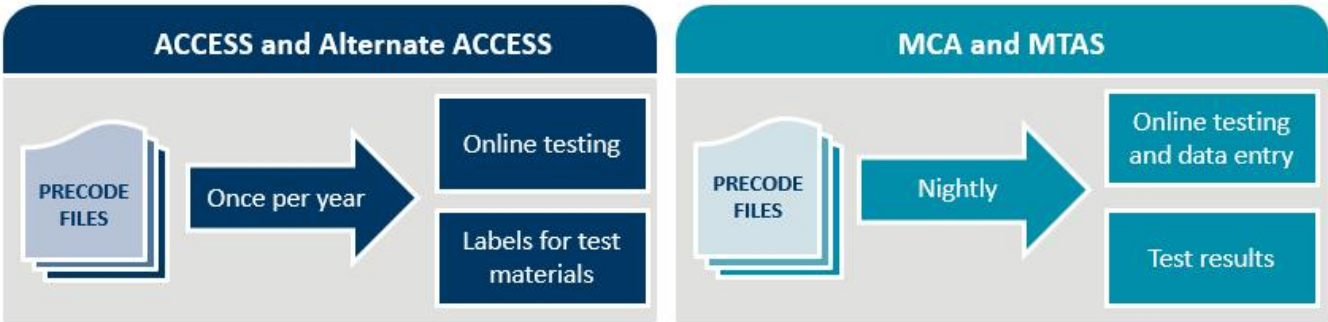 ACCESS and Alternate ACCESS
PRECODE
FILES
Once per year
Online testing
Labels for test
materials
MCA and MTAS
PRECODE
FILES
Nightly
Online testing
and data entry
Test results